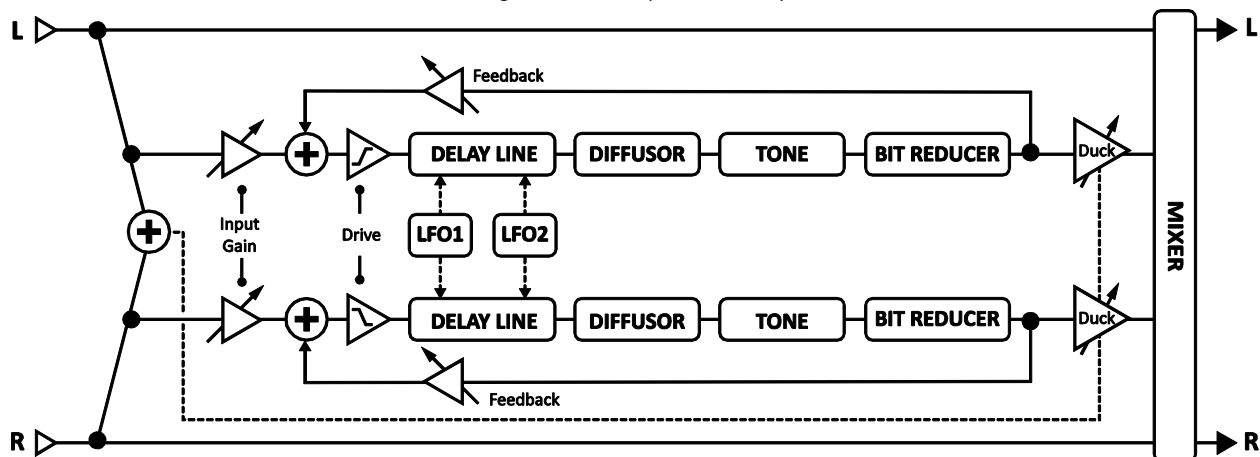 L
L
Feedback
DELAY LINE
DIFFUSOR
TONE
BIT REDUCER
Duck
Input
Gain
Drive
LFO1
LFO2
MIXER
DELAY LINE
DIFFUSOR
TONE
BIT REDUCER
Duck
Feedback
R
R